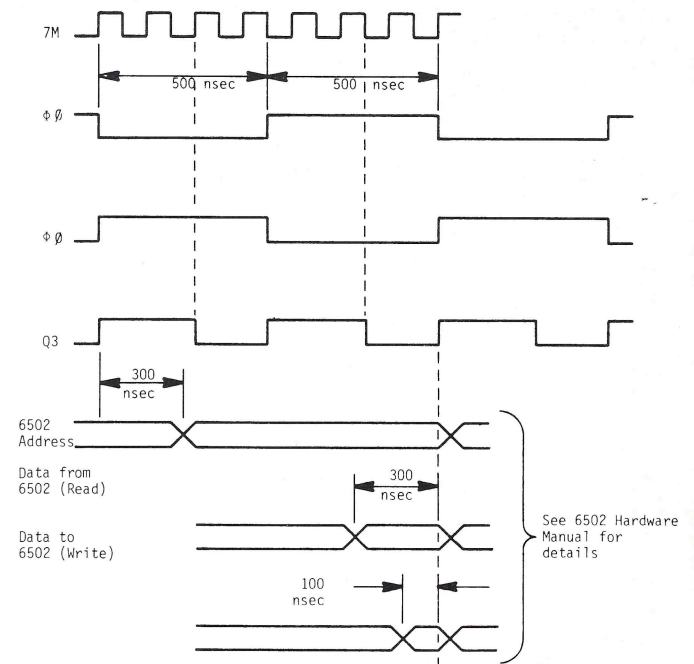 7M
500 nsec
500 nsec
Φ Ø
Φ Ø
Q3
300
nsec
6502
Address
Data from
6502 (Read)
300
nsec
Data to
6502 (Write)
See 6502 Hardware
Manual for
details
100
nsec